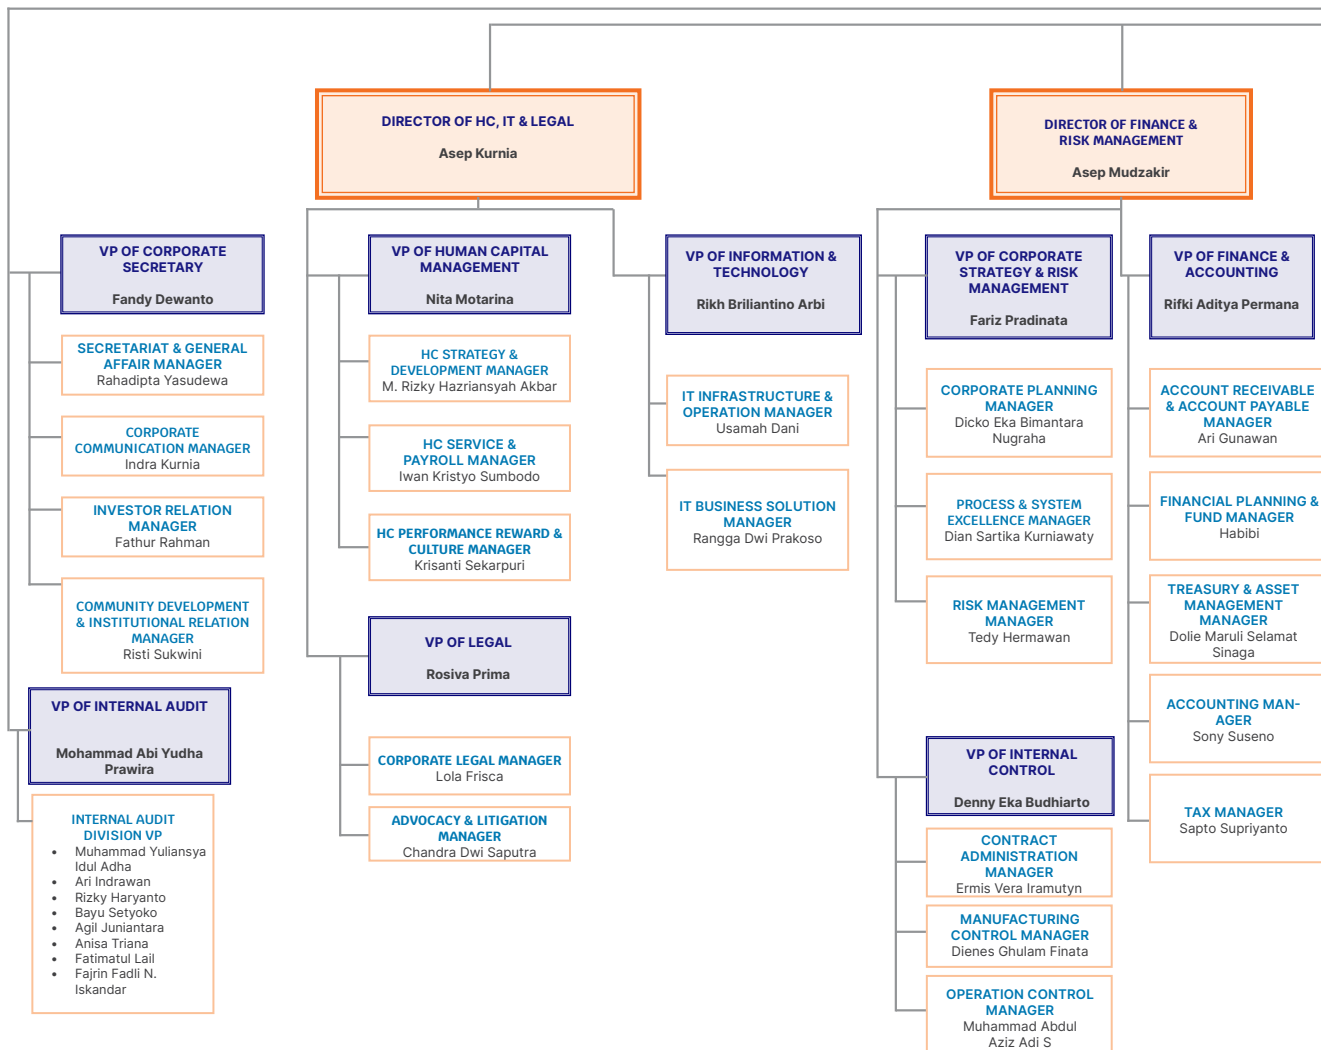 DIRECTOR OF HC, IT & LEGAL
Asep Kurnia
DIRECTOR OF FINANCE &
RISK MANAGEMENT
Asep Mudzakir
VP OF CORPORATE
SECRETARY
Fandy Dewanto
SECRETARIAT & GENERAL
AFFAIR MANAGER
Rahadipta Yasudewa
CORPORATE
COMMUNICATION MANAGER
Indra Kurnia
INVESTOR RELATION
MANAGER
Fathur Rahman
COMMUNITY DEVELOPMENT
& INSTITUTIONAL RELATION
MANAGER
Risti Sukwini
VP OF INTERNAL AUDIT
Mohammad Abi Yudha
Prawira
INTERNAL AUDIT
DIVISION VP
• Muhammad Yuliansya
Idul Adha
• Ari Indrawan
• Rizky Haryanto
• Bayu Setyoko
• Agil Juniantara
• Anisa Triana
• Fatimatul Lail
• Fajrin Fadli N.
Iskandar
VP OF HUMAN CAPITAL
MANAGEMENT
Nita Motarina
HC STRATEGY &
DEVELOPMENT MANAGER
M. Rizky Hazriansyah Akbar
HC SERVICE &
PAYROLL MANAGER
Iwan Kristyo Sumbodo
HC PERFORMANCE REWARD &
CULTURE MANAGER
Krisanti Sekarpuri
VP OF LEGAL
Rosiva Prima
CORPORATE LEGAL MANAGER
Lola Frisca
ADVOCACY & LITIGATION
MANAGER
Chandra Dwi Saputra
VP OF INFORMATION &
TECHNOLOGY
Rikh Briliantino Arbi
IT INFRASTRUCTURE &
OPERATION MANAGER
Usamah Dani
IT BUSINESS SOLUTION
MANAGER
Rangga Dwi Prakoso
VP OF CORPORATE
STRATEGY & RISK
MANAGEMENT
Fariz Pradinata
CORPORATE PLANNING
MANAGER
Dicko Eka Bimantara
Nugraha
PROCESS & SYSTEM
EXCELLENCE MANAGER
Dian Sartika Kurniawaty
RISK MANAGEMENT
MANAGER
Tedy Hermawan
VP OF INTERNAL
CONTROL
Denny Eka Budhiarto
CONTRACT
ADMINISTRATION
MANAGER
Ermis Vera Iramutyn
MANUFACTURING
CONTROL MANAGER
Dienes Ghulam Finata
OPERATION CONTROL
MANAGER
Muhammad Abdul
Aziz Adi S
VP OF FINANCE &
ACCOUNTING
Rifki Aditya Permana
ACCOUNT RECEIVABLE
& ACCOUNT PAYABLE
MANAGER
Ari Gunawan
FINANCIAL PLANNING &
FUND MANAGER
Habibi
TREASURY & ASSET
MANAGEMENT
MANAGER
Dolie Maruli Selamat
Sinaga
ACCOUNTING MAN-
AGER
Sony Suseno
TAX MANAGER
Sapto Supriyanto